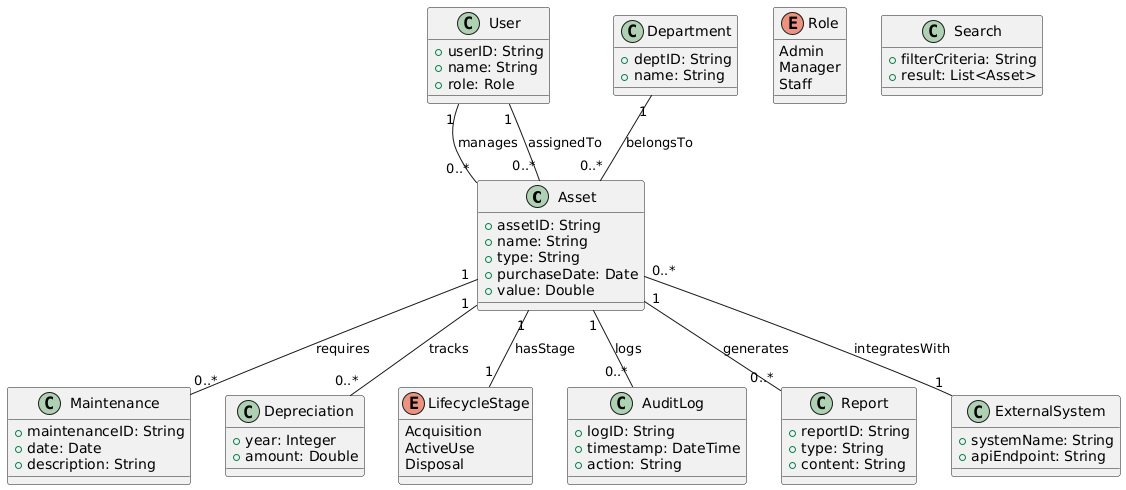 C User
+ userID: String
+ name: String
+ role: Role
C Department
+ deptID: String
+ name: String
E Role
Admin
Manager
Staff
C Search
+ filterCriteria: String
+ result: List<Asset>
1
1
1
manages
assignedTo
belongsTo
0..*
0..*
0..*
C Asset
+ assetID: String
+ name: String
+ type: String
+ purchaseDate: Date
+ value: Double
1
0..*
1
1
1
1
requires
tracks
hasStage
logs
generates
integratesWith
0..*
0..*
1
0..*
0..*
1
C Maintenance
+ maintenanceID: String
+ date: Date
+ description: String
C Depreciation
+ year: Integer
+ amount: Double
E LifecycleStage
Acquisition
ActiveUse
Disposal
C AuditLog
+ logID: String
+ timestamp: DateTime
+ action: String
C Report
+ reportID: String
+ type: String
+ content: String
C ExternalSystem
+ systemName: String
+ apiEndpoint: String